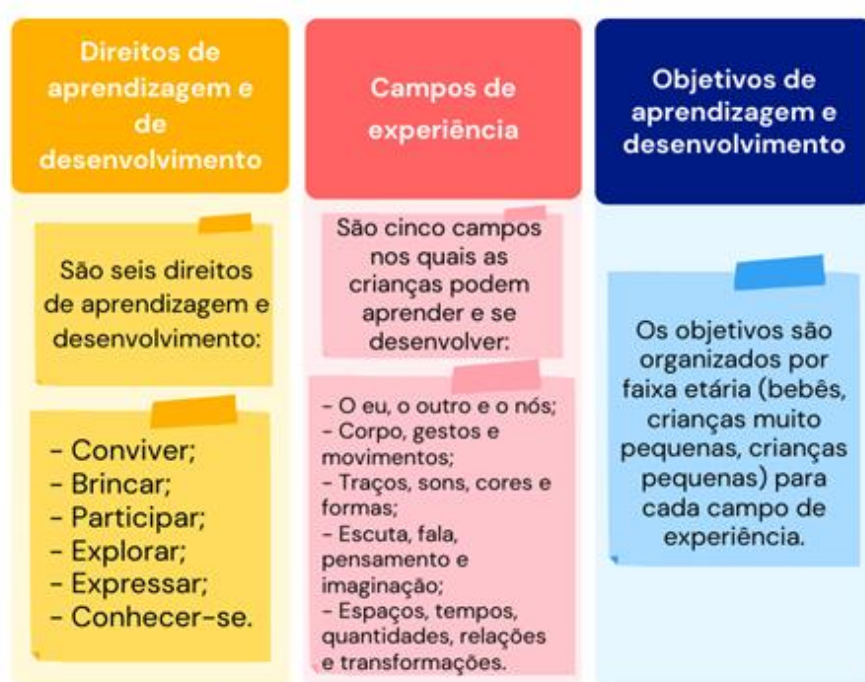 Direitos de
aprendizagem e
de
desenvolvimento
São seis direitos
de aprendizagem e
desenvolvimento:
- Conviver;
- Brincar;
- Participar;
- Explorar;
- Expressar;
- Conhecer-se.
Campos de
experiência
São cinco campos
nos quais as
crianças podem
aprender e se
desenvolver:
- O eu, o outro e o nós;
- Corpo, gestos e
movimentos;
- Traços, sons, cores e
formas;
- Escuta, fala,
pensamento e
imaginação;
- Espaços, tempos,
quantidades, relações
e transformações.
Objetivos de
aprendizagem e
desenvolvimento
Os objetivos são
organizados por
faixa etária (bebês,
crianças muito
pequenas, crianças
pequenas) para
cada campo de
experiência.